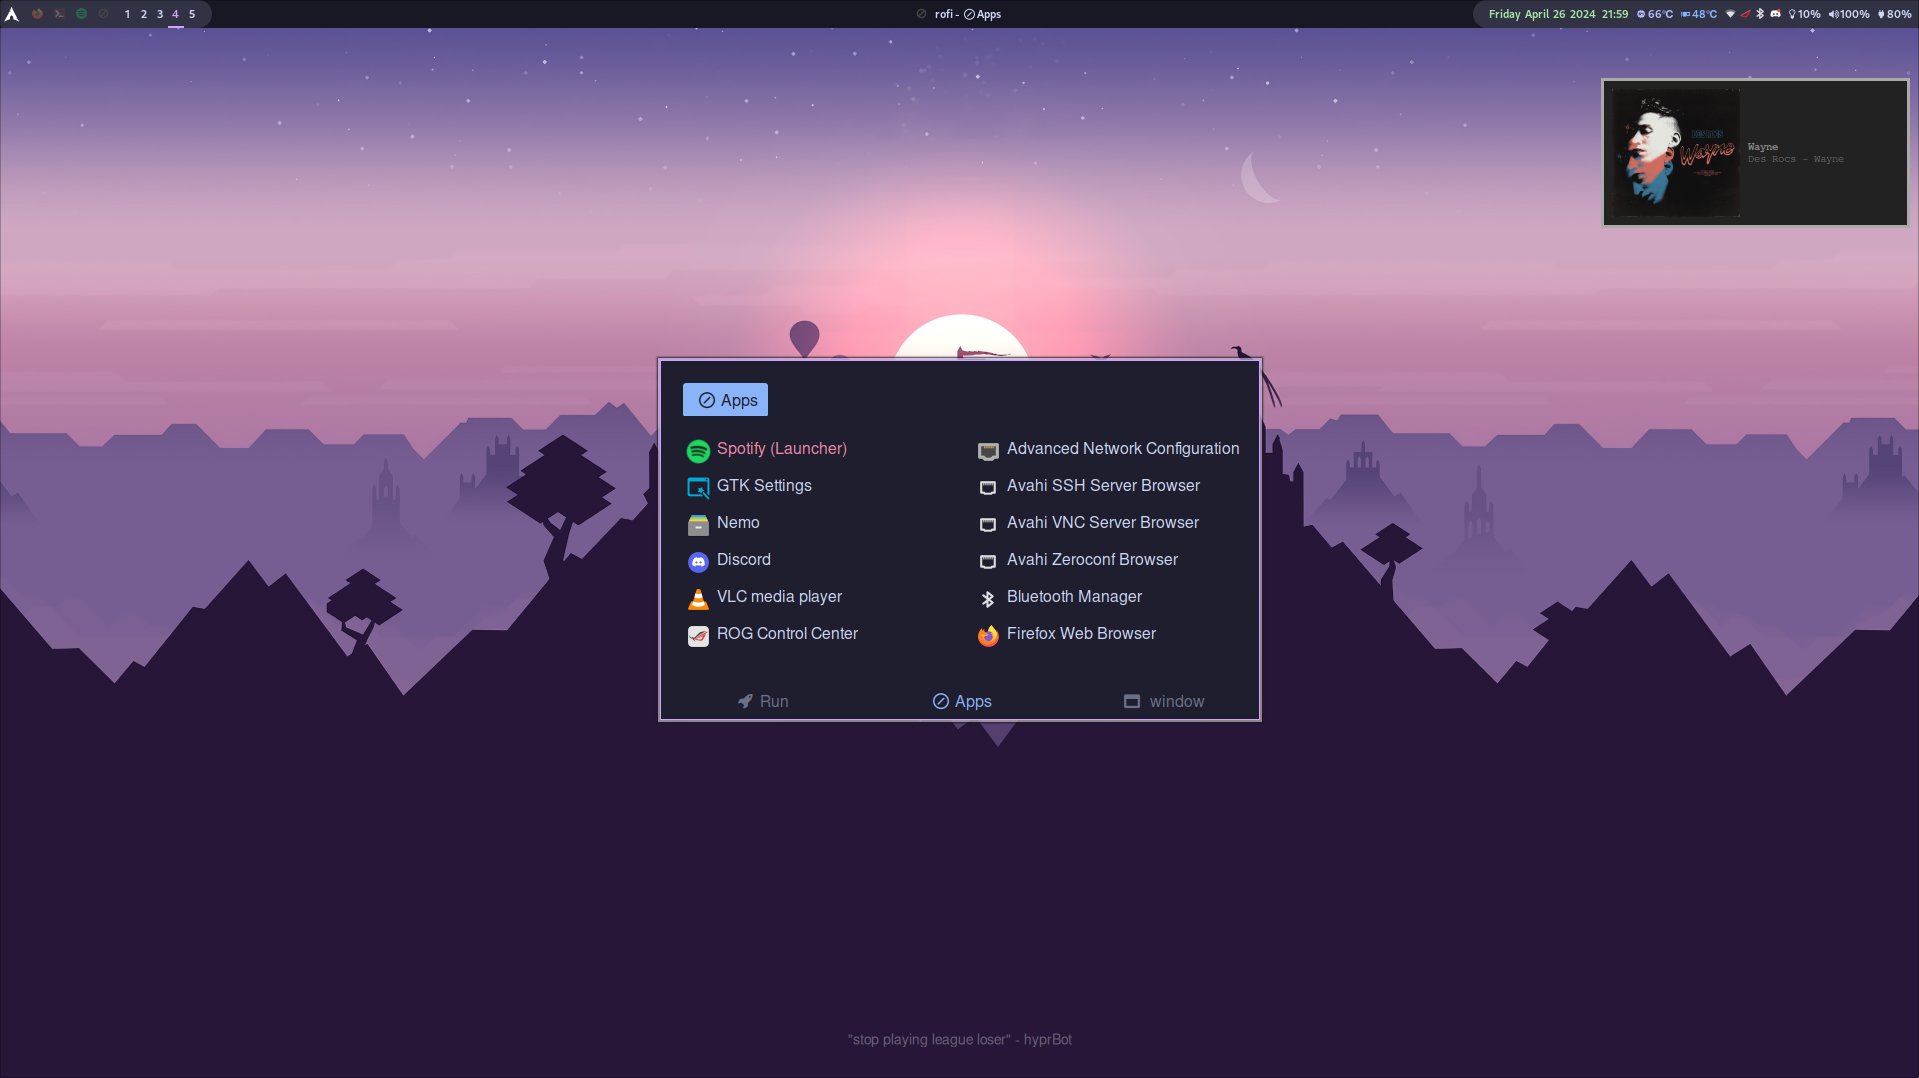 1 2 3 4 5
rofi - Apps
Friday April 26 2024 21:59 66°C 48°C 10% 100% 80%
Wayne
Wayne
Des Rocs - Wayne
Apps
Spotify (Launcher)
Advanced Network Configuration
GTK Settings
Avahi SSH Server Browser
Nemo
Avahi VNC Server Browser
Discord
Avahi Zeroconf Browser
VLC media player
Bluetooth Manager
ROG Control Center
Firefox Web Browser
Run Apps window
"stop playing league loser" - hyprBot